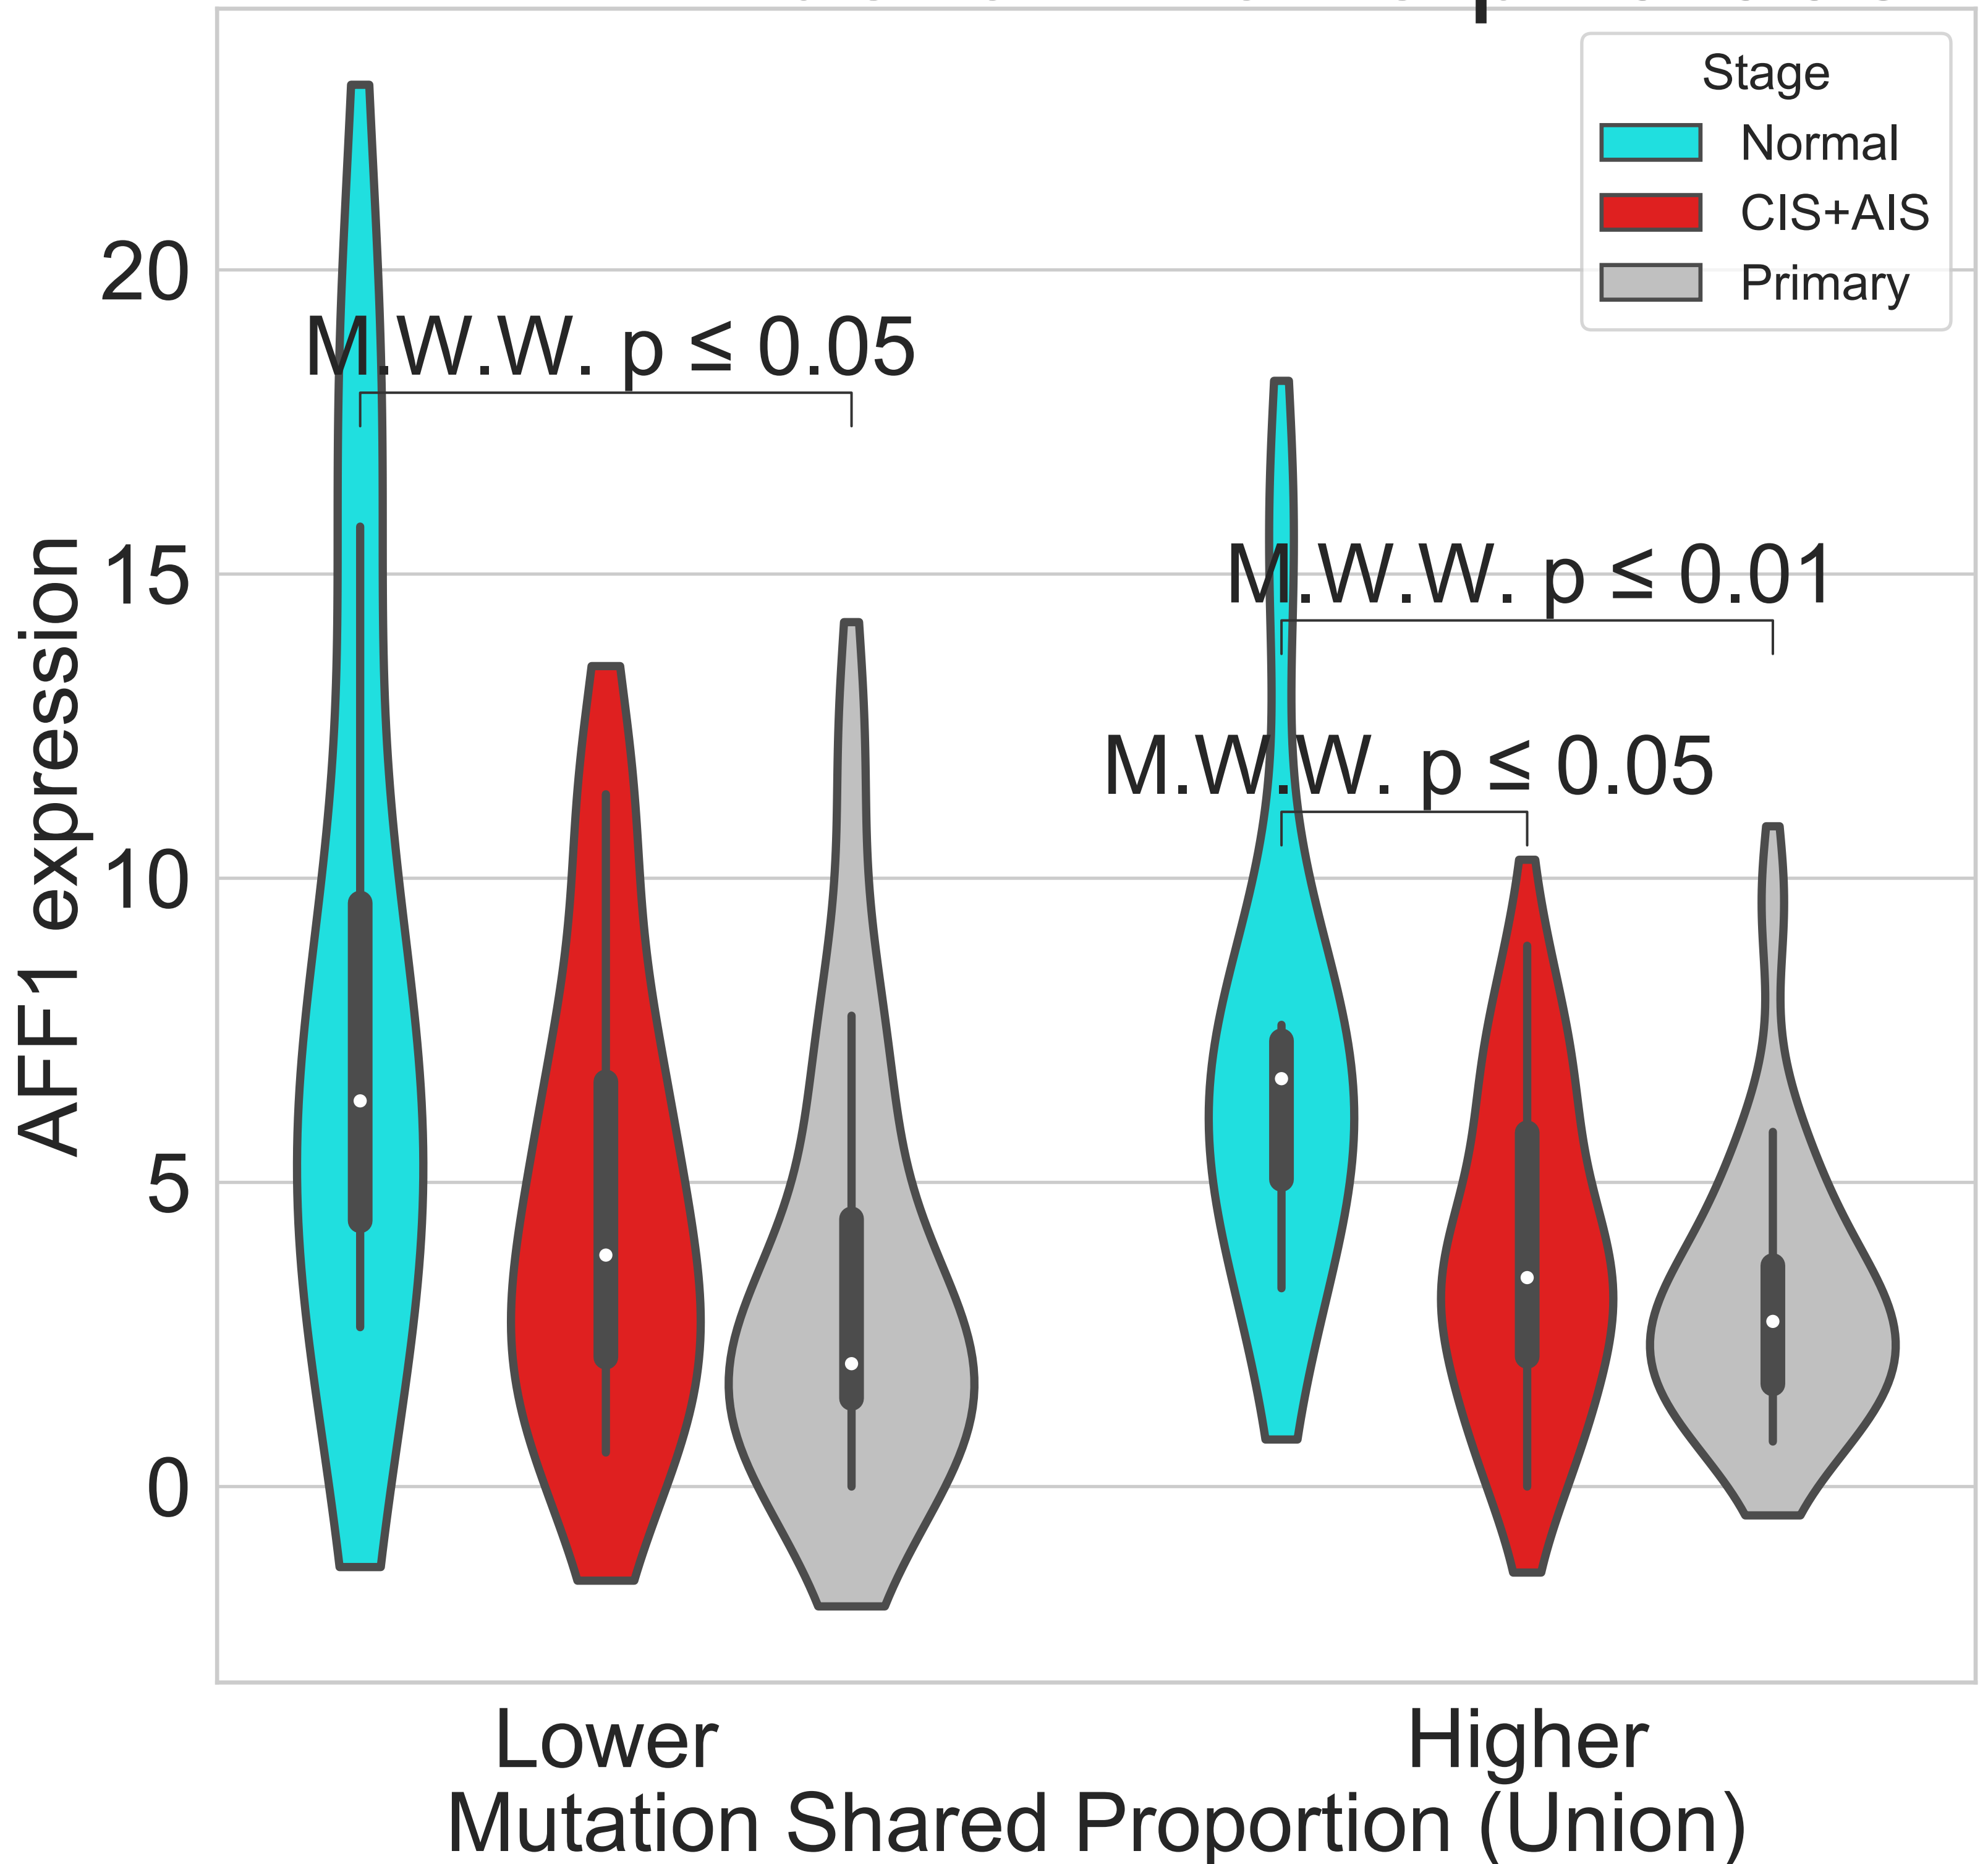 Stage
Normal
CIS+AIS
Primary
20
15
10
5
0
AFF1 expression
M.W.W. p ≤ 0.05
M.W.W. p ≤ 0.01
M.W.W. p ≤ 0.05
Lower
Higher
Mutation Shared Proportion (Union)